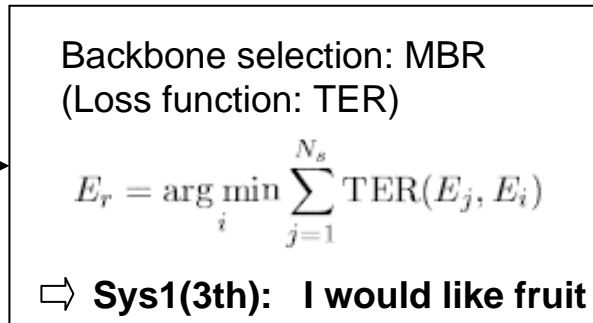 Backbone selection: MBR
(Loss function: TER)
E_r = arg min_i \sum_{j=1}^{N_s} TER(E_j, E_i)
⇨ Sys1(3th): I would like fruit